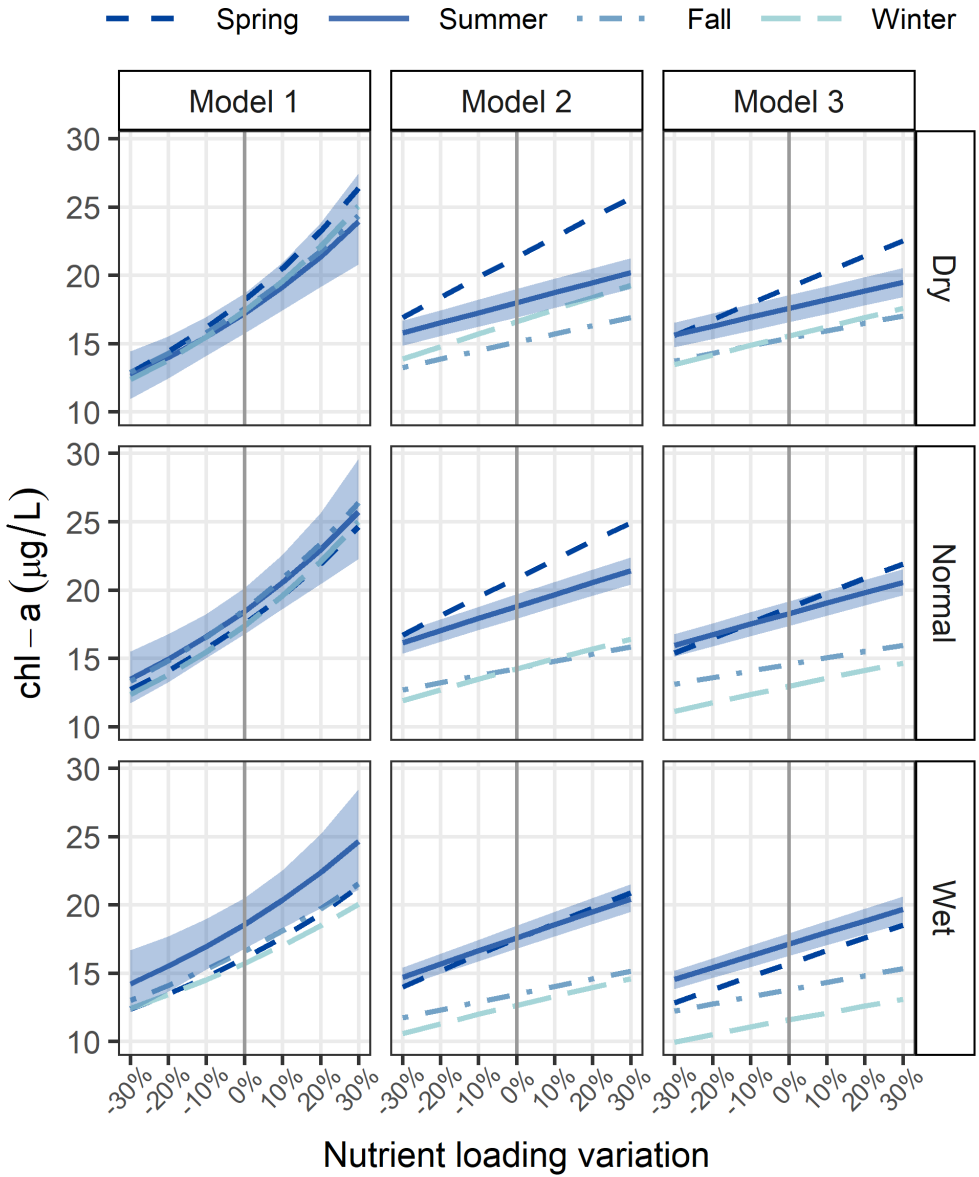 Spring Summer Fall Winter
Model 1 Model 2 Model 3
30
25
20
15
10
Dry
30
25
20
15
10
Normal
30
25
20
15
10
Wet
chl−a (µg/L)
-30% -20% -10% 0% 10% 20% 30% -30% -20% -10% 0% 10% 20% 30% -30% -20% -10% 0% 10% 20% 30%
Nutrient loading variation